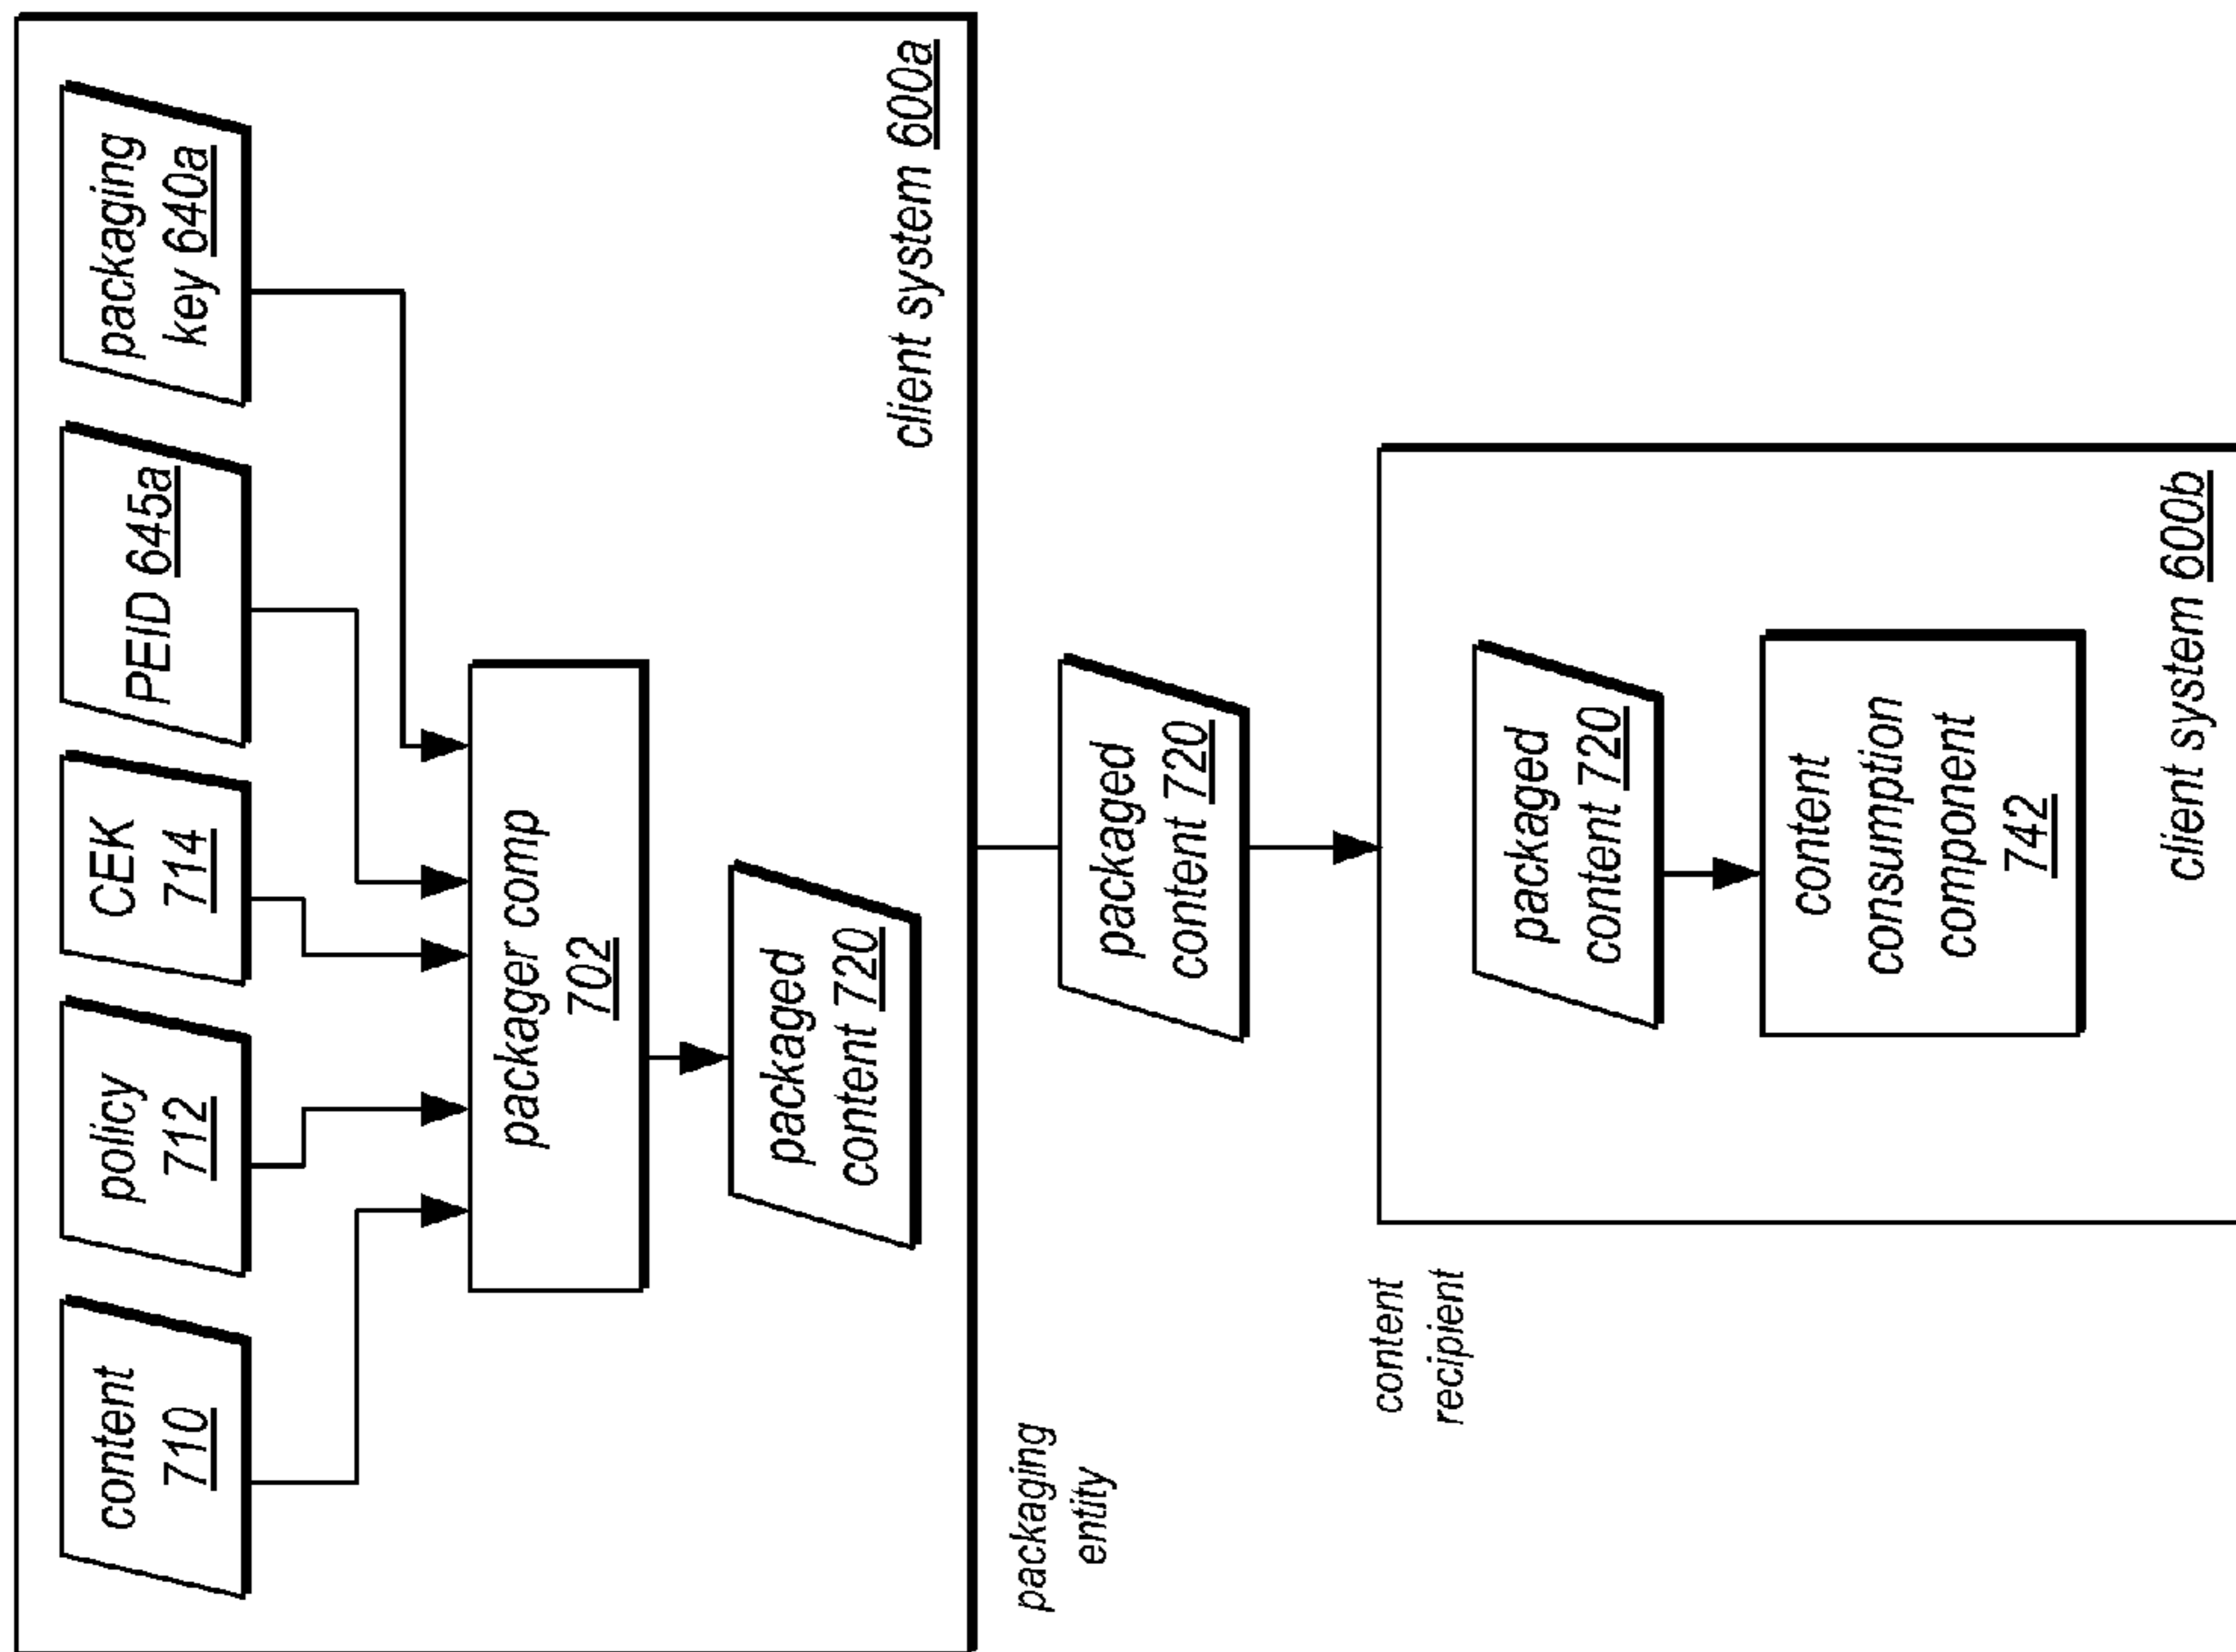 content
710
policy
712
CEK
714
PEID 645a
packaging
key 640a
packager comp
702
packaged
content 720
client system 600a
packaging
entity
packaged
content 720
content
recipient
packaged
content 720
content
consumption
component
742
client system 600b